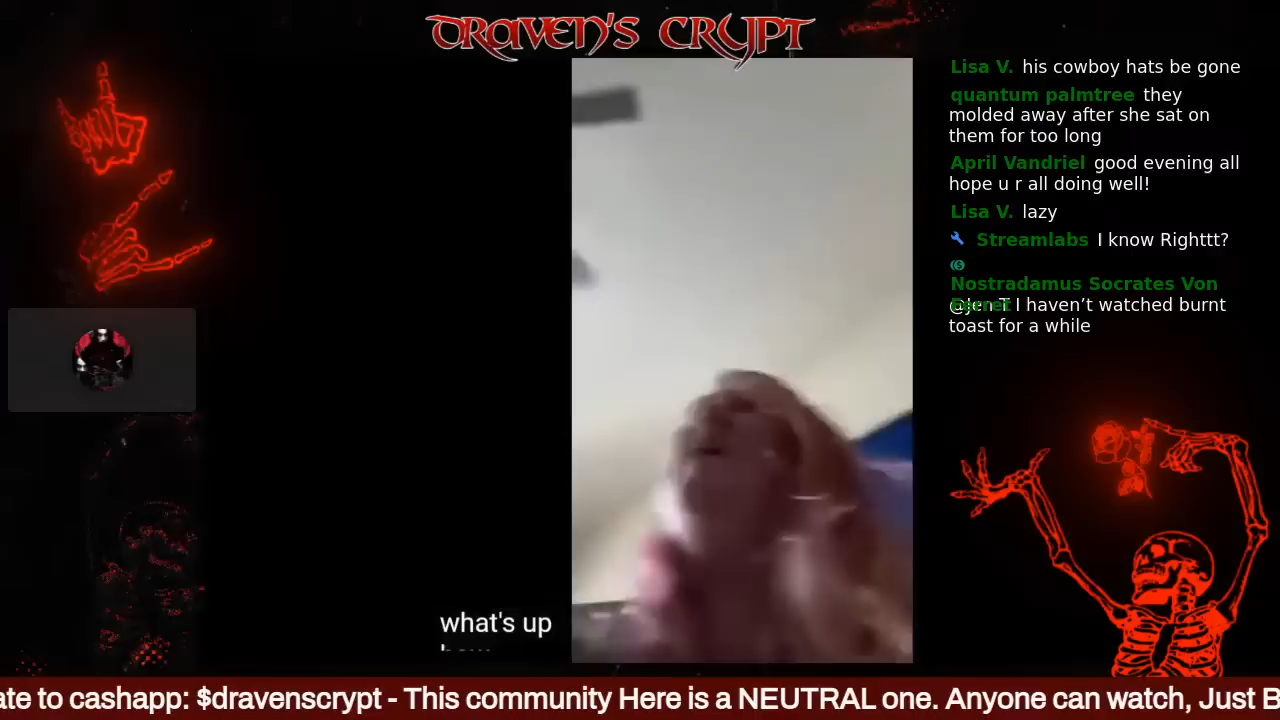 DRAVEN'S CRYPT
Lisa V. his cowboy hats be gone
quantum palmtree they
molded away after she sat on
them for too long
April Vandriel good evening all
hope u r all doing well!
Lisa V. lazy
Streamlabs I know Righttt?
Nostradamus Socrates Von
Ferret
@Jen T I haven’t watched burnt
toast for a while
what's up
ate to cashapp: $dravenscrypt - This community Here is a NEUTRAL one. Anyone can watch, Just B